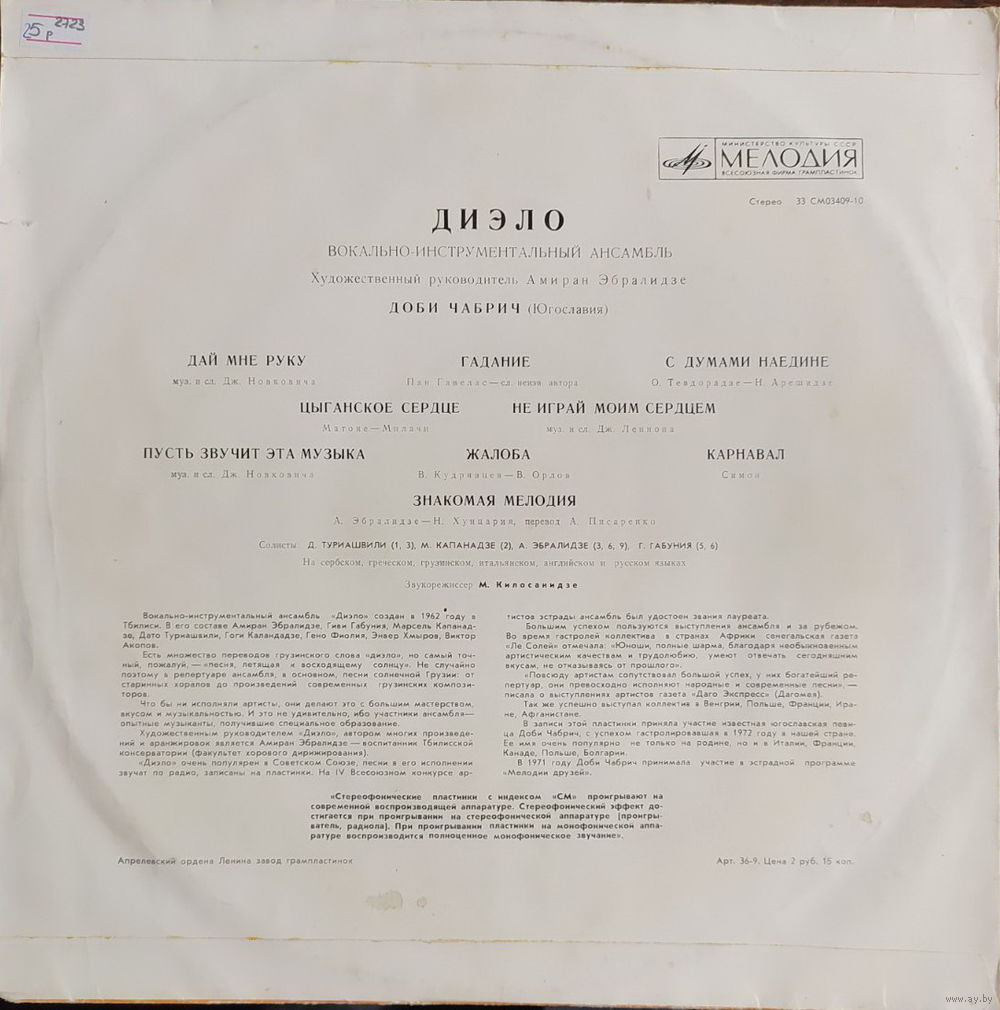 25 р 2723
МИНИСТЕРСТВО КУЛЬТУРЫ СССР
МЕЛОДИЯ
ВСЕСОЮЗНАЯ ФИРМА ГРАМПЛАСТИНОК
Стерео 33 СМ03409-10
ДИЭЛО
ВОКАЛЬНО-ИНСТРУМЕНТАЛЬНЫЙ АНСАМБЛЬ
Художественный руководитель Амиран Эбралидзе
ДОБИ ЧАБРИЧ (Югославия)
ДАЙ МНЕ РУКУ ГАДАНИЕ С ДУМАМИ НАЕДИНЕ
муз. и сл. Дж. Новковича Пан Гавелас—сл. неизв. автора О. Тевдорадзе—Н. Арешидзе
ЦЫГАНСКОЕ СЕРДЦЕ НЕ ИГРАЙ МОИМ СЕРДЦЕМ
Матоне—Милачи муз. и сл. Дж. Леннона
ПУСТЬ ЗВУЧИТ ЭТА МУЗЫКА ЖАЛОБА КАРНАВАЛ
муз. и сл. Дж. Новковича В. Кудрявцев—В. Орлов Симон
ЗНАКОМАЯ МЕЛОДИЯ
А. Эбралидзе—Н. Хунцария, перевод А. Писаренко
Солисты: Д. ТУРИАШВИЛИ (1, 3), М. КАПАНАДЗЕ (2), А. ЭБРАЛИДЗЕ (3, 6, 9), Г. ГАБУНИЯ (5, 6)
На сербском, греческом, грузинском, итальянском, английском и русском языках
Звукорежиссер М. Килосанидзе
Вокально-инструментальный ансамбль «Диэло» создан в 1962 году в
Тбилиси. В его составе Амиран Эбралидзе, Гиви Габуния, Марсель Капанад-
зе, Дато Туриашвили, Гоги Каландадзе, Гено Фиолия, Энвер Хмыров, Виктор
Акопов.
Есть множество переводов грузинского слова «диэло», но самый точ-
ный, пожалуй, — «песня, летящая к восходящему солнцу». Не случайно
поэтому в репертуаре ансамбля, в основном, песни солнечной Грузии: от
старинных хоралов до произведений современных грузинских компози-
торов.
Что бы ни исполняли артисты, они делают это с большим мастерством,
вкусом и музыкальностью. И это не удивительно, ибо участники ансамбля—
опытные музыканты, получившие специальное образование.
Художественным руководителем «Диэло», автором многих произведе-
ний и аранжировок является Амиран Эбралидзе — воспитанник Тбилисской
консерватории (факультет хорового дирижирования).
«Диэло» очень популярен в Советском Союзе, песни в его исполнении
звучат по радио, записаны на пластинки. На IV Всесоюзном конкурсе ар-
тистов эстрады ансамбль был удостоен звания лауреата.
Большим успехом пользуются выступления ансамбля и за рубежом.
Во время гастролей коллектива в странах Африки сенегальская газета
«Ле Солей» отмечала: «Юноши, полные шарма, благодаря необыкновенным
артистическим качествам и трудолюбию, умеют отвечать сегодняшним
вкусам, не отказываясь от прошлого».
«Повсюду артистам сопутствовал большой успех, у них богатейший ре-
пертуар, они превосходно исполняют народные и современные песни», —
писала о выступлениях артистов газета «Даго Экспресс» (Дагомея).
Так же успешно выступал коллектив в Венгрии, Польше, Франции, Ира-
не, Афганистане.
В записи этой пластинки приняла участие известная югославская певи-
ца Доби Чабрич, с успехом гастролировавшая в 1972 году в нашей стране.
Ее имя очень популярно не только на родине, но и в Италии, Франции,
Канаде, Польше, Болгарии.
В 1971 году Доби Чабрич принимала участие в эстрадной программе
«Мелодии друзей».
«Стереофонические пластинки с индексом «СМ» проигрывают на
современной воспроизводящей аппаратуре. Стереофонический эффект до-
стигается при проигрывании на стереофонической аппаратуре (проигры-
ватель, радиола). При проигрывании пластинки на монофонической аппа-
ратуре воспроизводится полноценное монофоническое звучание».
Апрелевский ордена Ленина завод грампластинок Арт. 36-9. Цена 2 руб. 15 коп.
www.ay.by